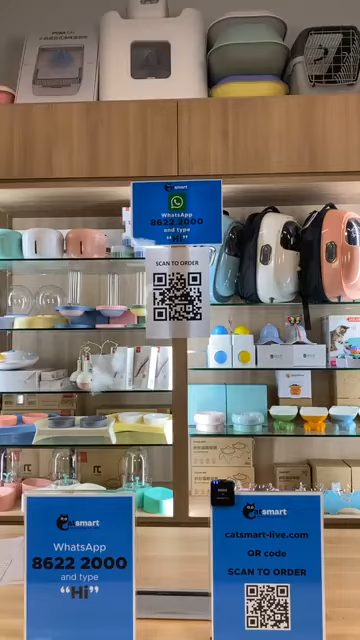 catsmart
WhatsApp
8622 2000
and type
"Hi"
SCAN TO ORDER
catsmart
WhatsApp
8622 2000
and type
"Hi"
catsmart
catsmart-live.com
QR code
SCAN TO ORDER